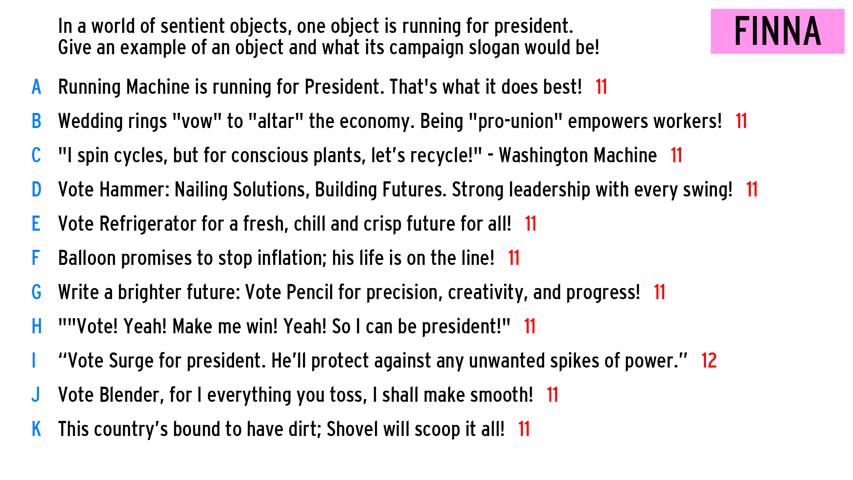 In a world of sentient objects, one object is running for president.
Give an example of an object and what its campaign slogan would be!
FINNA
A Running Machine is running for President. That's what it does best! 11
B Wedding rings "vow" to "altar" the economy. Being "pro-union" empowers workers! 11
C "I spin cycles, but for conscious plants, let’s recycle!" - Washington Machine 11
D Vote Hammer: Nailing Solutions, Building Futures. Strong leadership with every swing! 11
E Vote Refrigerator for a fresh, chill and crisp future for all! 11
F Balloon promises to stop inflation; his life is on the line! 11
G Write a brighter future: Vote Pencil for precision, creativity, and progress! 11
H ""Vote! Yeah! Make me win! Yeah! So I can be president!" 11
I “Vote Surge for president. He’ll protect against any unwanted spikes of power.” 12
J Vote Blender, for I everything you toss, I shall make smooth! 11
K This country’s bound to have dirt; Shovel will scoop it all! 11